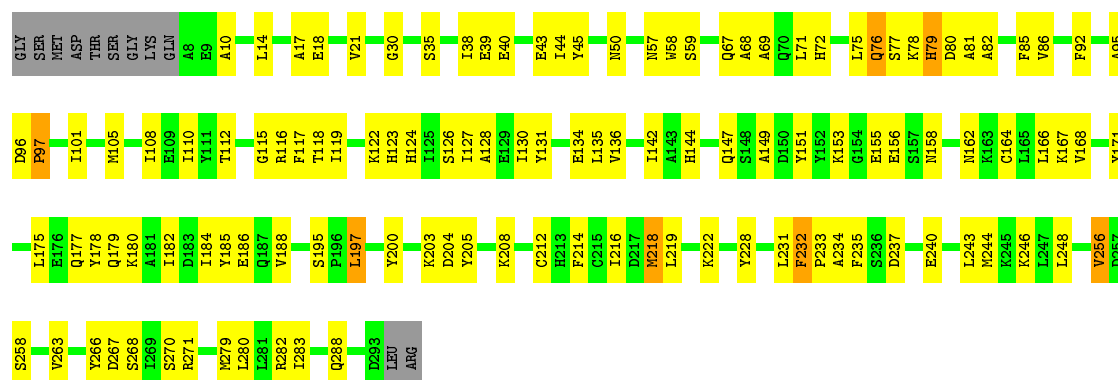 GLY SER MET ASP THR SER GLY LYS GLN A8 E9 A10 L14 A17 E18 V21 G30 S35 I38 E39 E40 E43 I44 Y45 N50 N57 W58 S59 Q67 A68 A69 Q70 L71 H72 L75 Q76 S77 K78 H79 D80 A81 A82 F85 V86 F92
D96 P97 I101 M105 I108 E109 I110 Y111 T112 G115 R116 F117 T118 I119 K122 H123 H124 I125 S126 I127 A128 E129 I130 Y131 E134 L135 V136 I142 A143 H144 Q147 S148 A149 D150 Y151 Y152 K153 G154 E155 E156 S157 N158 N162 K163 C164 L165 L166 K167 V168
L175 E176 Q177 Y178 Q179 K180 A181 I182 D183 I184 Y185 E186 Q187 V188 S195 P196 L197 Y200 K203 D204 Y205 K208 C212 H213 F214 C215 I216 D217 M218 L219 K222 Y228 L231 F232 P233 A234 F235 S236 D237 E240 L243 M244 K245 K246 L247 L248 V256
S258 V263 Y266 D267 S268 I269 S270 R271 M279 L280 L281 R282 I283 Q288 D293 LEU ARG